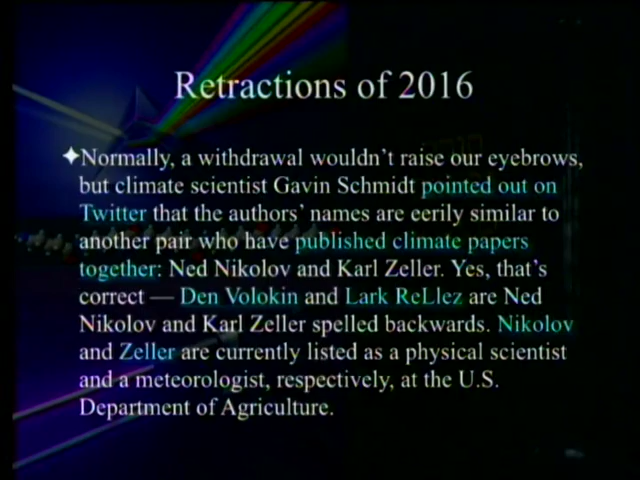 Retractions of 2016
✦Normally, a withdrawal wouldn't raise our eyebrows,
but climate scientist Gavin Schmidt pointed out on
Twitter that the authors' names are eerily similar to
another pair who have published climate papers
together: Ned Nikolov and Karl Zeller. Yes, that's
correct — Den Volokin and Lark ReLlez are Ned
Nikolov and Karl Zeller spelled backwards. Nikolov
and Zeller are currently listed as a physical scientist
and a meteorologist, respectively, at the U.S.
Department of Agriculture.